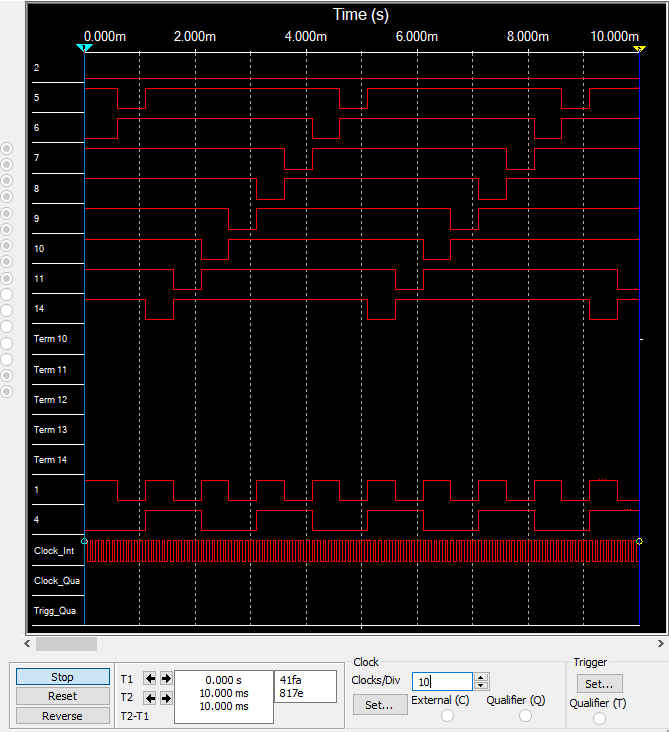 Time (s)
0.000m 2.000m 4.000m 6.000m 8.000m 10.000m
2
5
6
7
8
9
10
11
14
Term 10
Term 11
Term 12
Term 13
Term 14
1
4
Clock_Int
Clock_Qua
Trigg_Qua
Stop
Reset
Reverse
T1
T2
T2-T1
0.000 s
10.000 ms
10.000 ms
41fa
817e
Clock
Clocks/Div 10
Set...
External (C)
Qualifier (Q)
Trigger
Set...
Qualifier (T)